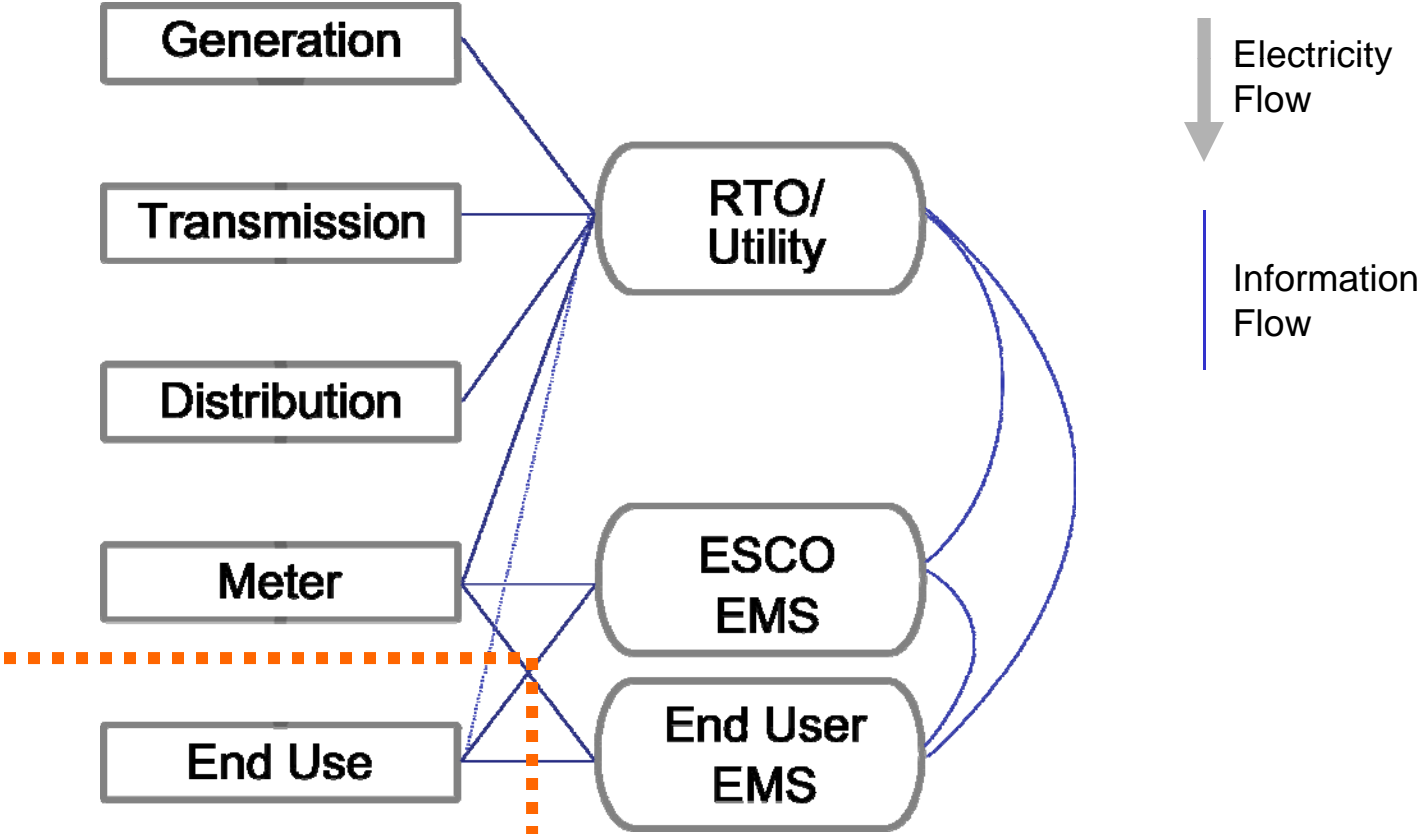 Generation
Transmission
Distribution
Meter
End Use
RTO/
Utility
ESCO
EMS
End User
EMS
Electricity
Flow
Information
Flow